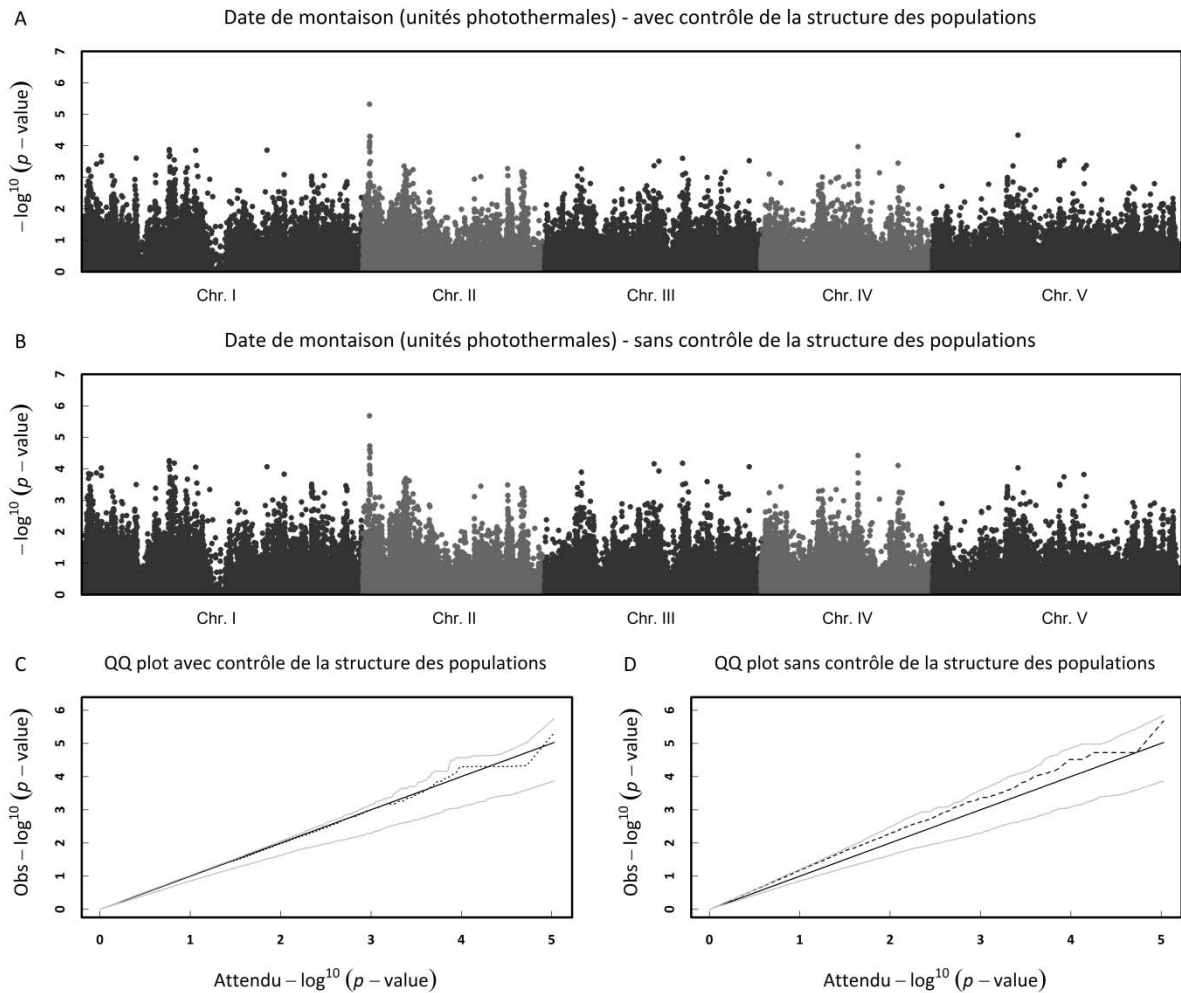 A
Date de montaison (unités photothermales) - avec contrôle de la structure des populations
7
6
5
4
3
2
1
0
− log¹⁰ (p − value)
Chr. I
Chr. II
Chr. III
Chr. IV
Chr. V
B
Date de montaison (unités photothermales) - sans contrôle de la structure des populations
7
6
5
4
3
2
1
0
− log¹⁰ (p − value)
Chr. I
Chr. II
Chr. III
Chr. IV
Chr. V
C
QQ plot avec contrôle de la structure des populations
6
5
4
3
2
1
0
Obs − log¹⁰ (p − value)
0 1 2 3 4 5
Attendu − log¹⁰ (p − value)
D
QQ plot sans contrôle de la structure des populations
6
5
4
3
2
1
0
Obs − log¹⁰ (p − value)
0 1 2 3 4 5
Attendu − log¹⁰ (p − value)